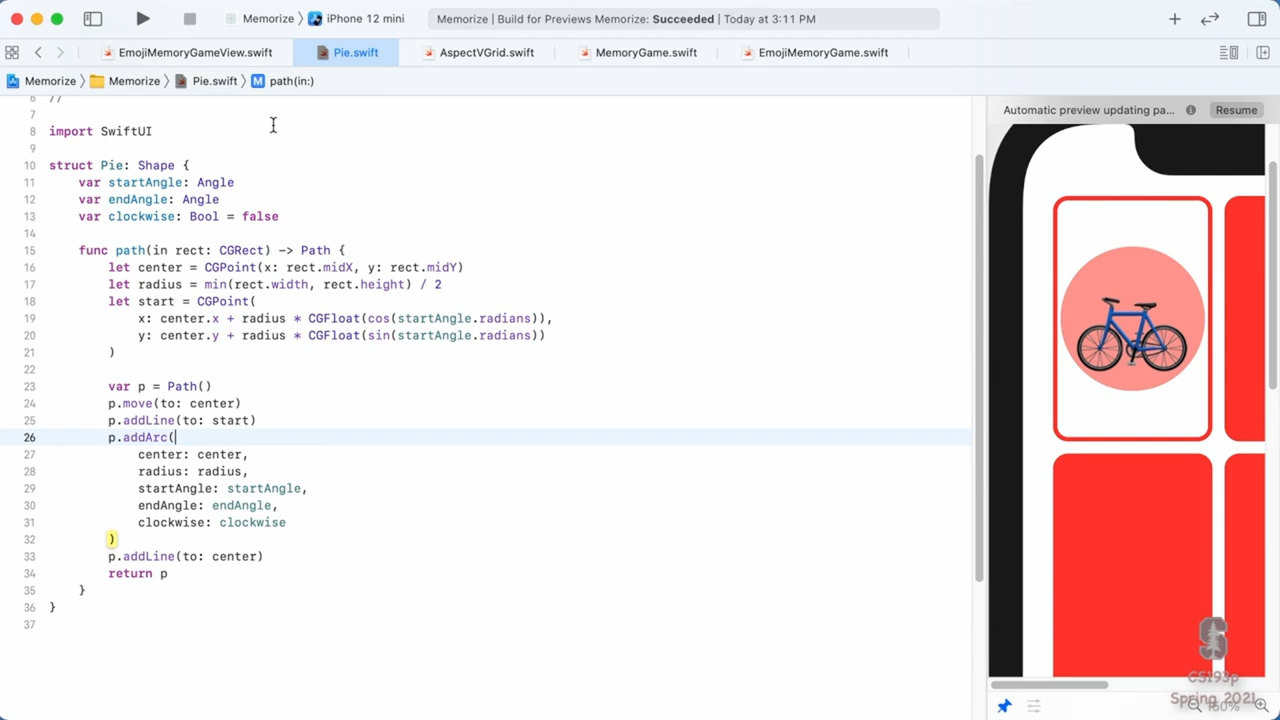 Memorize 〉 iPhone 12 mini
Memorize | Build for Previews Memorize: Succeeded | Today at 3:11 PM
EmojiMemoryGameView.swift
Pie.swift
AspectVGrid.swift
MemoryGame.swift
EmojiMemoryGame.swift
Memorize 〉 Memorize 〉 Pie.swift 〉 M path(in:)
6 //
7
8 import SwiftUI
9
10 struct Pie: Shape {
11 var startAngle: Angle
12 var endAngle: Angle
13 var clockwise: Bool = false
14
15 func path(in rect: CGRect) -> Path {
16 let center = CGPoint(x: rect.midX, y: rect.midY)
17 let radius = min(rect.width, rect.height) / 2
18 let start = CGPoint(
19 x: center.x + radius * CGFloat(cos(startAngle.radians)),
20 y: center.y + radius * CGFloat(sin(startAngle.radians))
21 )
22
23 var p = Path()
24 p.move(to: center)
25 p.addLine(to: start)
26 p.addArc(
27 center: center,
28 radius: radius,
29 startAngle: startAngle,
30 endAngle: endAngle,
31 clockwise: clockwise
32 )
33 p.addLine(to: center)
34 return p
35 }
36 }
37
Automatic preview updating pa...
Resume
S
CS193p
Spring 2021